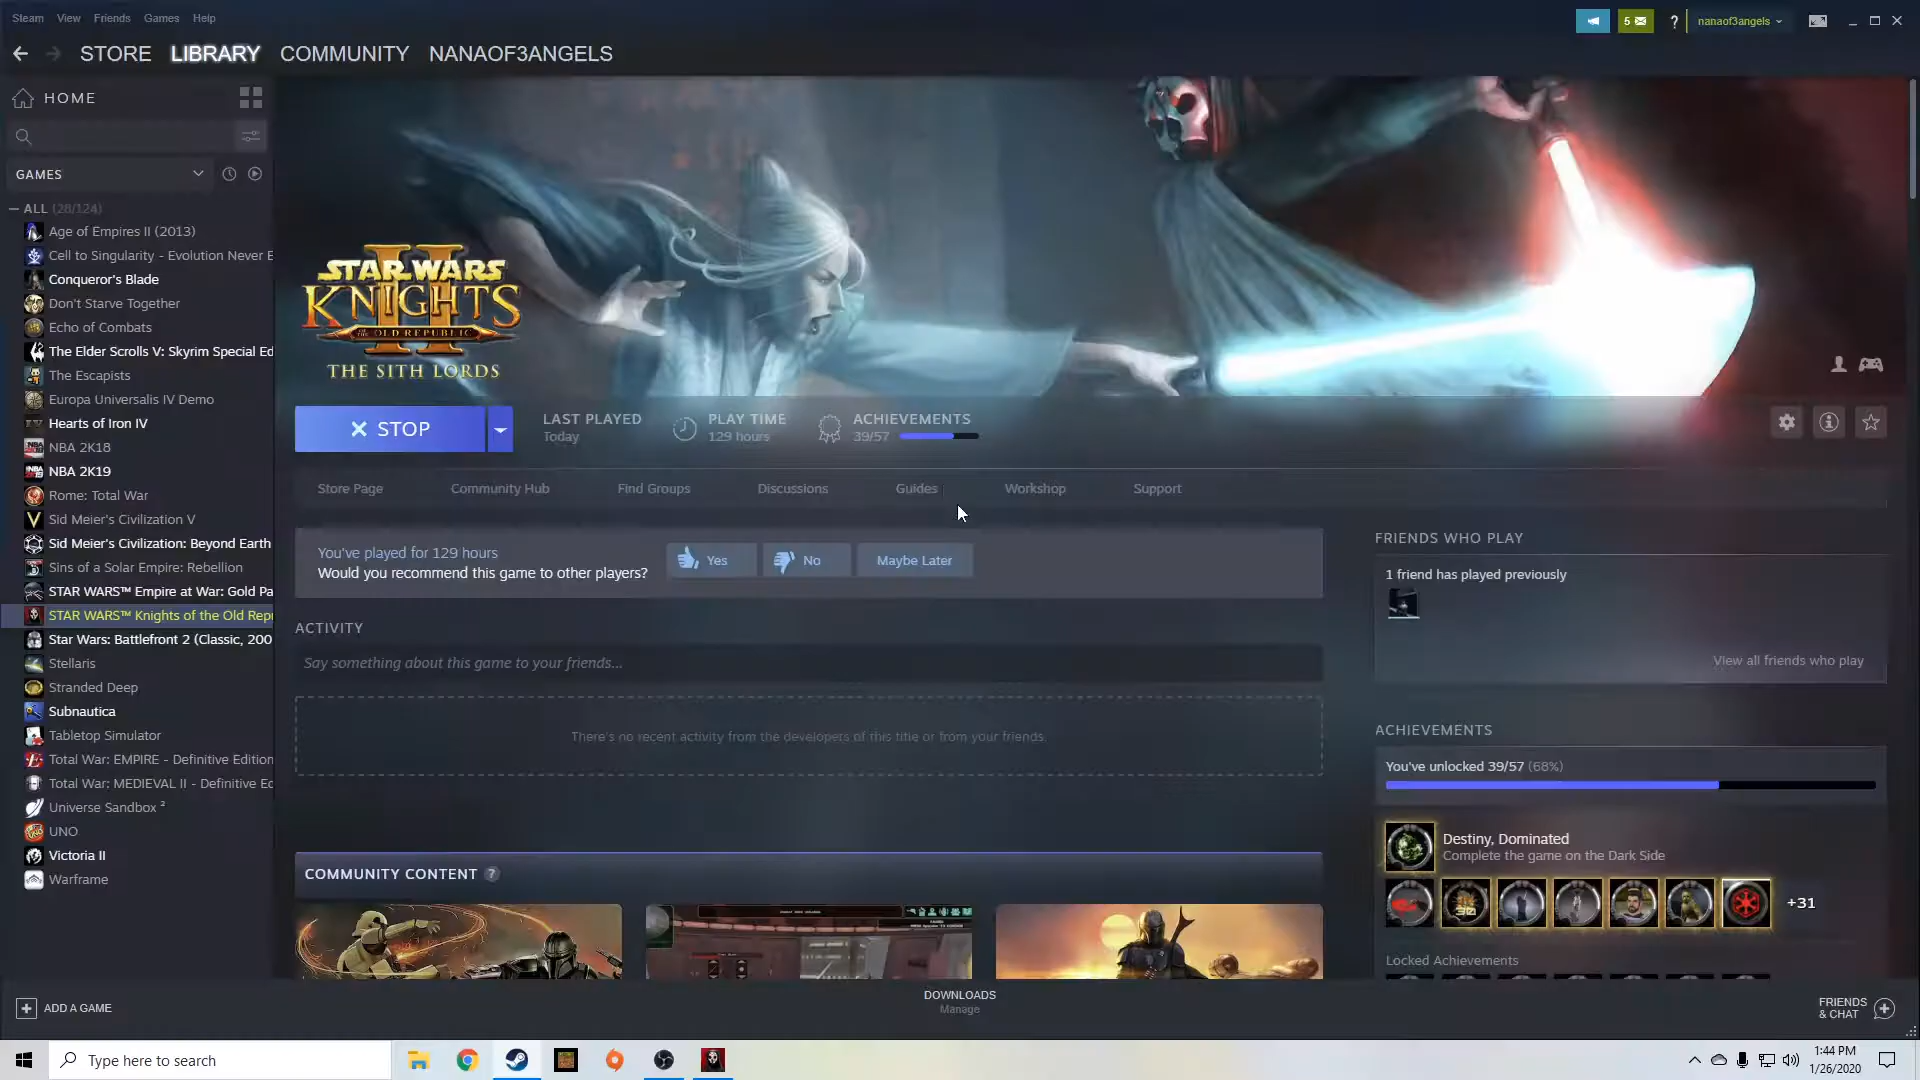 Steam View Friends Games Help
5
?
nanaof3angels
STORE LIBRARY COMMUNITY NANAOF3ANGELS
HOME
GAMES
— ALL (28/124)
Age of Empires II (2013)
Cell to Singularity - Evolution Never E
Conqueror's Blade
Don't Starve Together
Echo of Combats
The Elder Scrolls V: Skyrim Special Ed
The Escapists
Europa Universalis IV Demo
Hearts of Iron IV
NBA 2K18
NBA 2K19
Rome: Total War
Sid Meier's Civilization V
Sid Meier's Civilization: Beyond Earth
Sins of a Solar Empire: Rebellion
STAR WARS™ Empire at War: Gold Pa
STAR WARS™ Knights of the Old Rep
Star Wars: Battlefront 2 (Classic, 200
Stellaris
Stranded Deep
Subnautica
Tabletop Simulator
Total War: EMPIRE - Definitive Edition
Total War: MEDIEVAL II - Definitive Ed
Universe Sandbox ²
UNO
Victoria II
Warframe
II
STAR WARS
KNIGHTS
OF THE OLD REPUBLIC
THE SITH LORDS
STOP
LAST PLAYED
Today
PLAY TIME
129 hours
ACHIEVEMENTS
39/57
Store Page Community Hub Find Groups Discussions Guides Workshop Support
You've played for 129 hours
Would you recommend this game to other players?
Yes No Maybe Later
ACTIVITY
Say something about this game to your friends...
There's no recent activity from the developers of this title or from your friends.
COMMUNITY CONTENT ?
FRIENDS WHO PLAY
1 friend has played previously
View all friends who play
ACHIEVEMENTS
You've unlocked 39/57 (68%)
Destiny, Dominated
Complete the game on the Dark Side
+31
Locked Achievements
ADD A GAME
DOWNLOADS
Manage
FRIENDS
& CHAT
Type here to search
1:44 PM
1/26/2020